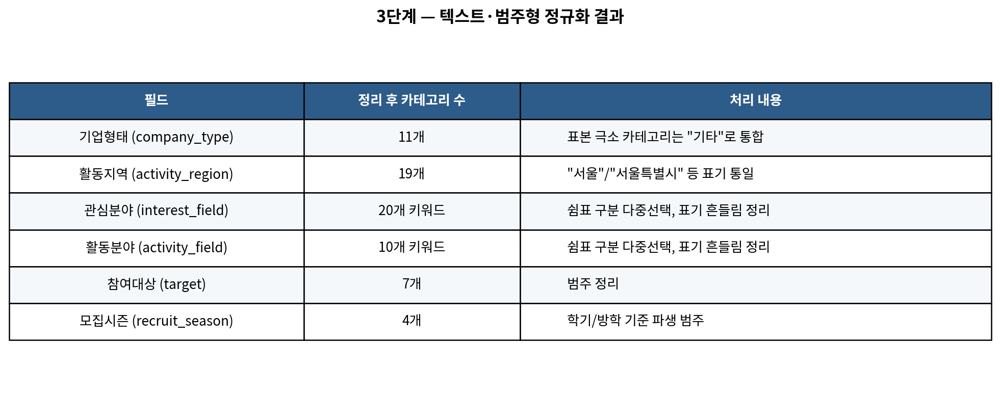 3단계 — 텍스트·범주형 정규화 결과
필드 정리 후 카테고리 수 처리 내용
기업형태 (company_type) 11개 표본 극소 카테고리는 "기타"로 통합
활동지역 (activity_region) 19개 "서울"/"서울특별시" 등 표기 통일
관심분야 (interest_field) 20개 키워드 쉼표 구분 다중선택, 표기 흔들림 정리
활동분야 (activity_field) 10개 키워드 쉼표 구분 다중선택, 표기 흔들림 정리
참여대상 (target) 7개 범주 정리
모집시즌 (recruit_season) 4개 학기/방학 기준 파생 범주